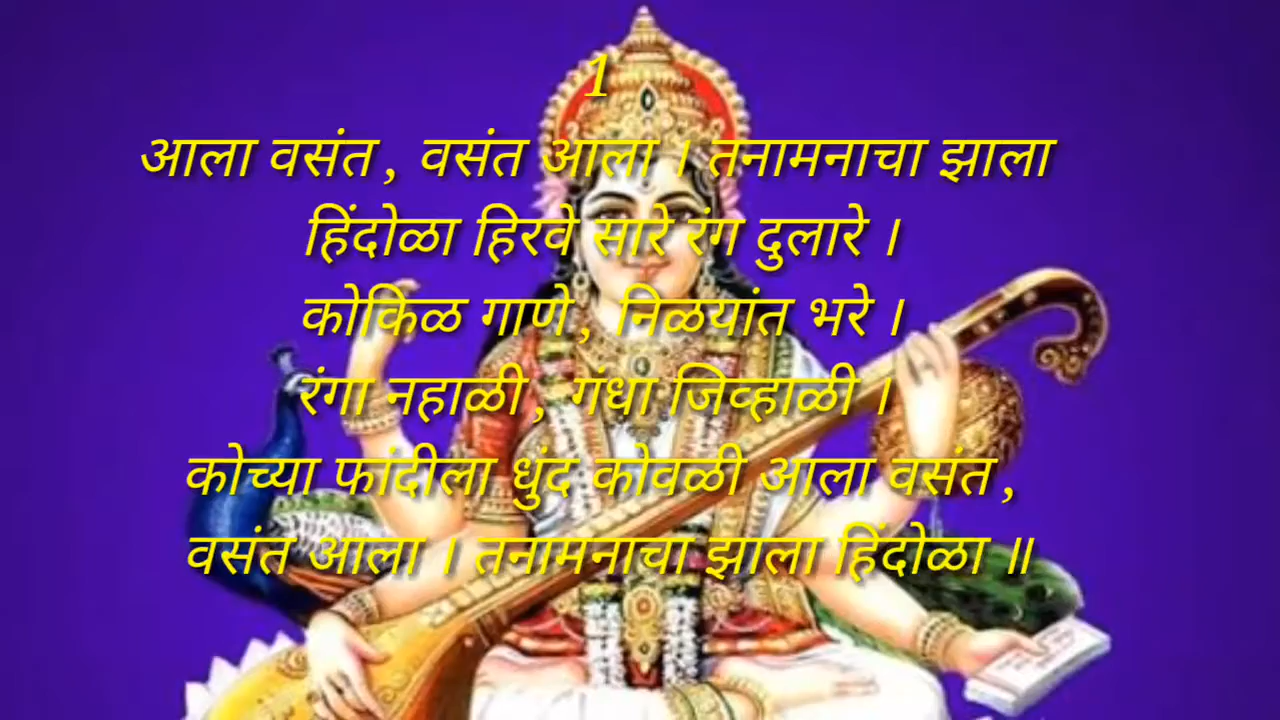 1
आला वसंत, वसंत आला । तनामनाचा झाला
हिंदोळा हिरवे सारे रंग दुलारे ।
कोकिळ गाणे, निळयांत भरे ।
रंगा नहाळी, गंधा जिव्हाळी ।
कोच्या फांदीला धुंद कोवळी आला वसंत,
वसंत आला । तनामनाचा झाला हिंदोळा ॥